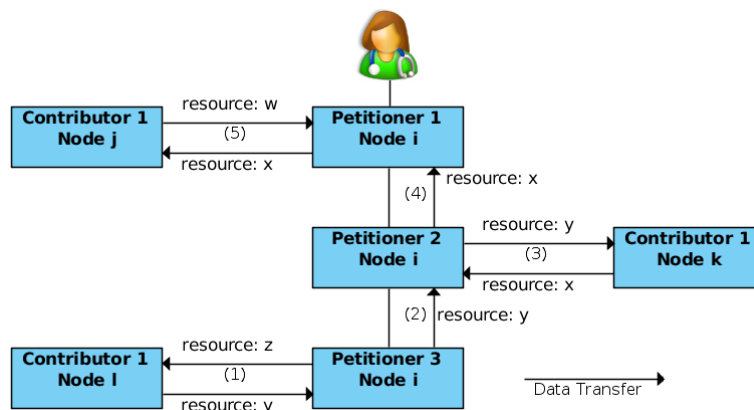 Contributor 1
Node j
resource: w
(5)
resource: x
Petitioner 1
Node i
(4)
resource: x
Petitioner 2
Node i
resource: y
(3)
resource: x
Contributor 1
Node k
(2)
resource: y
Contributor 1
Node l
resource: z
(1)
resource: y
Petitioner 3
Node i
Data Transfer